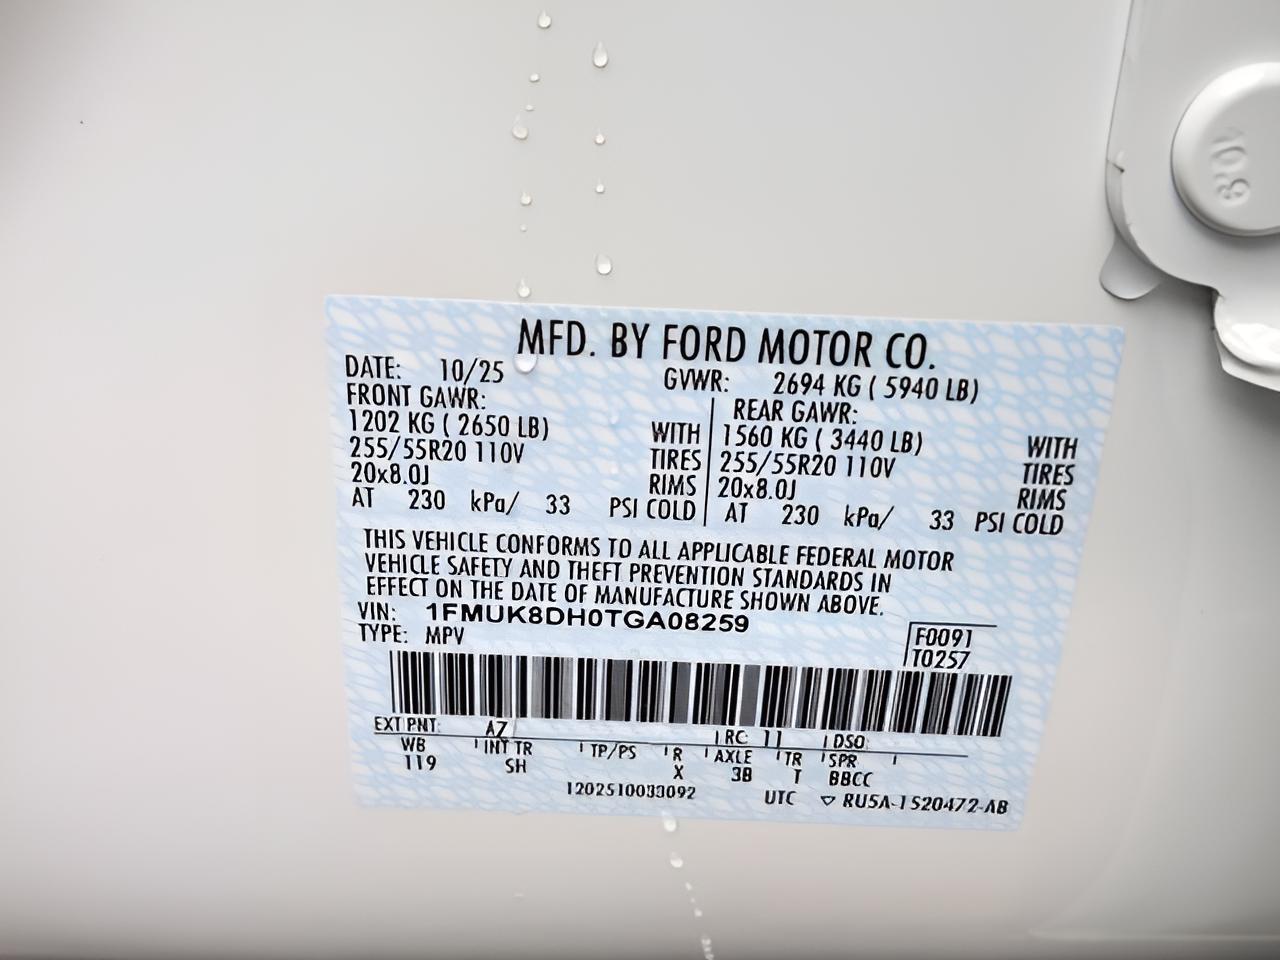 MFD. BY FORD MOTOR CO.
DATE: 10/25 GVWR: 2694 KG ( 5940 LB)
FRONT GAWR: REAR GAWR:
1202 KG ( 2650 LB) WITH 1560 KG ( 3440 LB) WITH
255/55R20 110V TIRES 255/55R20 110V TIRES
20x8.0J RIMS 20x8.0J RIMS
AT 230 kPa/ 33 PSI COLD AT 230 kPa/ 33 PSI COLD
THIS VEHICLE CONFORMS TO ALL APPLICABLE FEDERAL MOTOR
VEHICLE SAFETY AND THEFT PREVENTION STANDARDS IN
EFFECT ON THE DATE OF MANUFACTURE SHOWN ABOVE.
VIN: 1FMUK8DH0TGA08259
TYPE: MPV
F0091
T0257
EXT PNT: AZ RC: 11 DSO:
WB INT TR TP/PS R AXLE TR SPR
119 SH X 3B T BBCC
1202510033092 UTC ▽ RU5A-1520472-AB